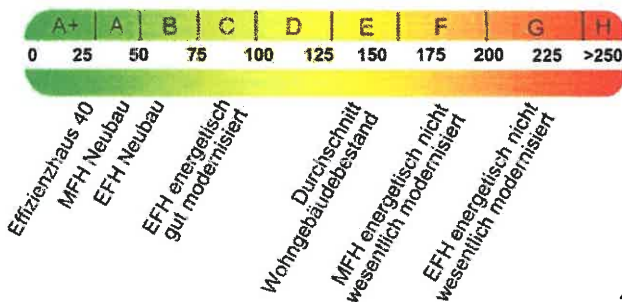 A+ A B C D E F G H
0 25 50 75 100 125 150 175 200 225 >250
Effizienzhaus 40
MFH Neubau
EFH Neubau
EFH energetisch
gut modernisiert
Durchschnitt
Wohngebäudebestand
MFH energetisch nicht
wesentlich modernisiert
EFH energetisch nicht
wesentlich modernisiert